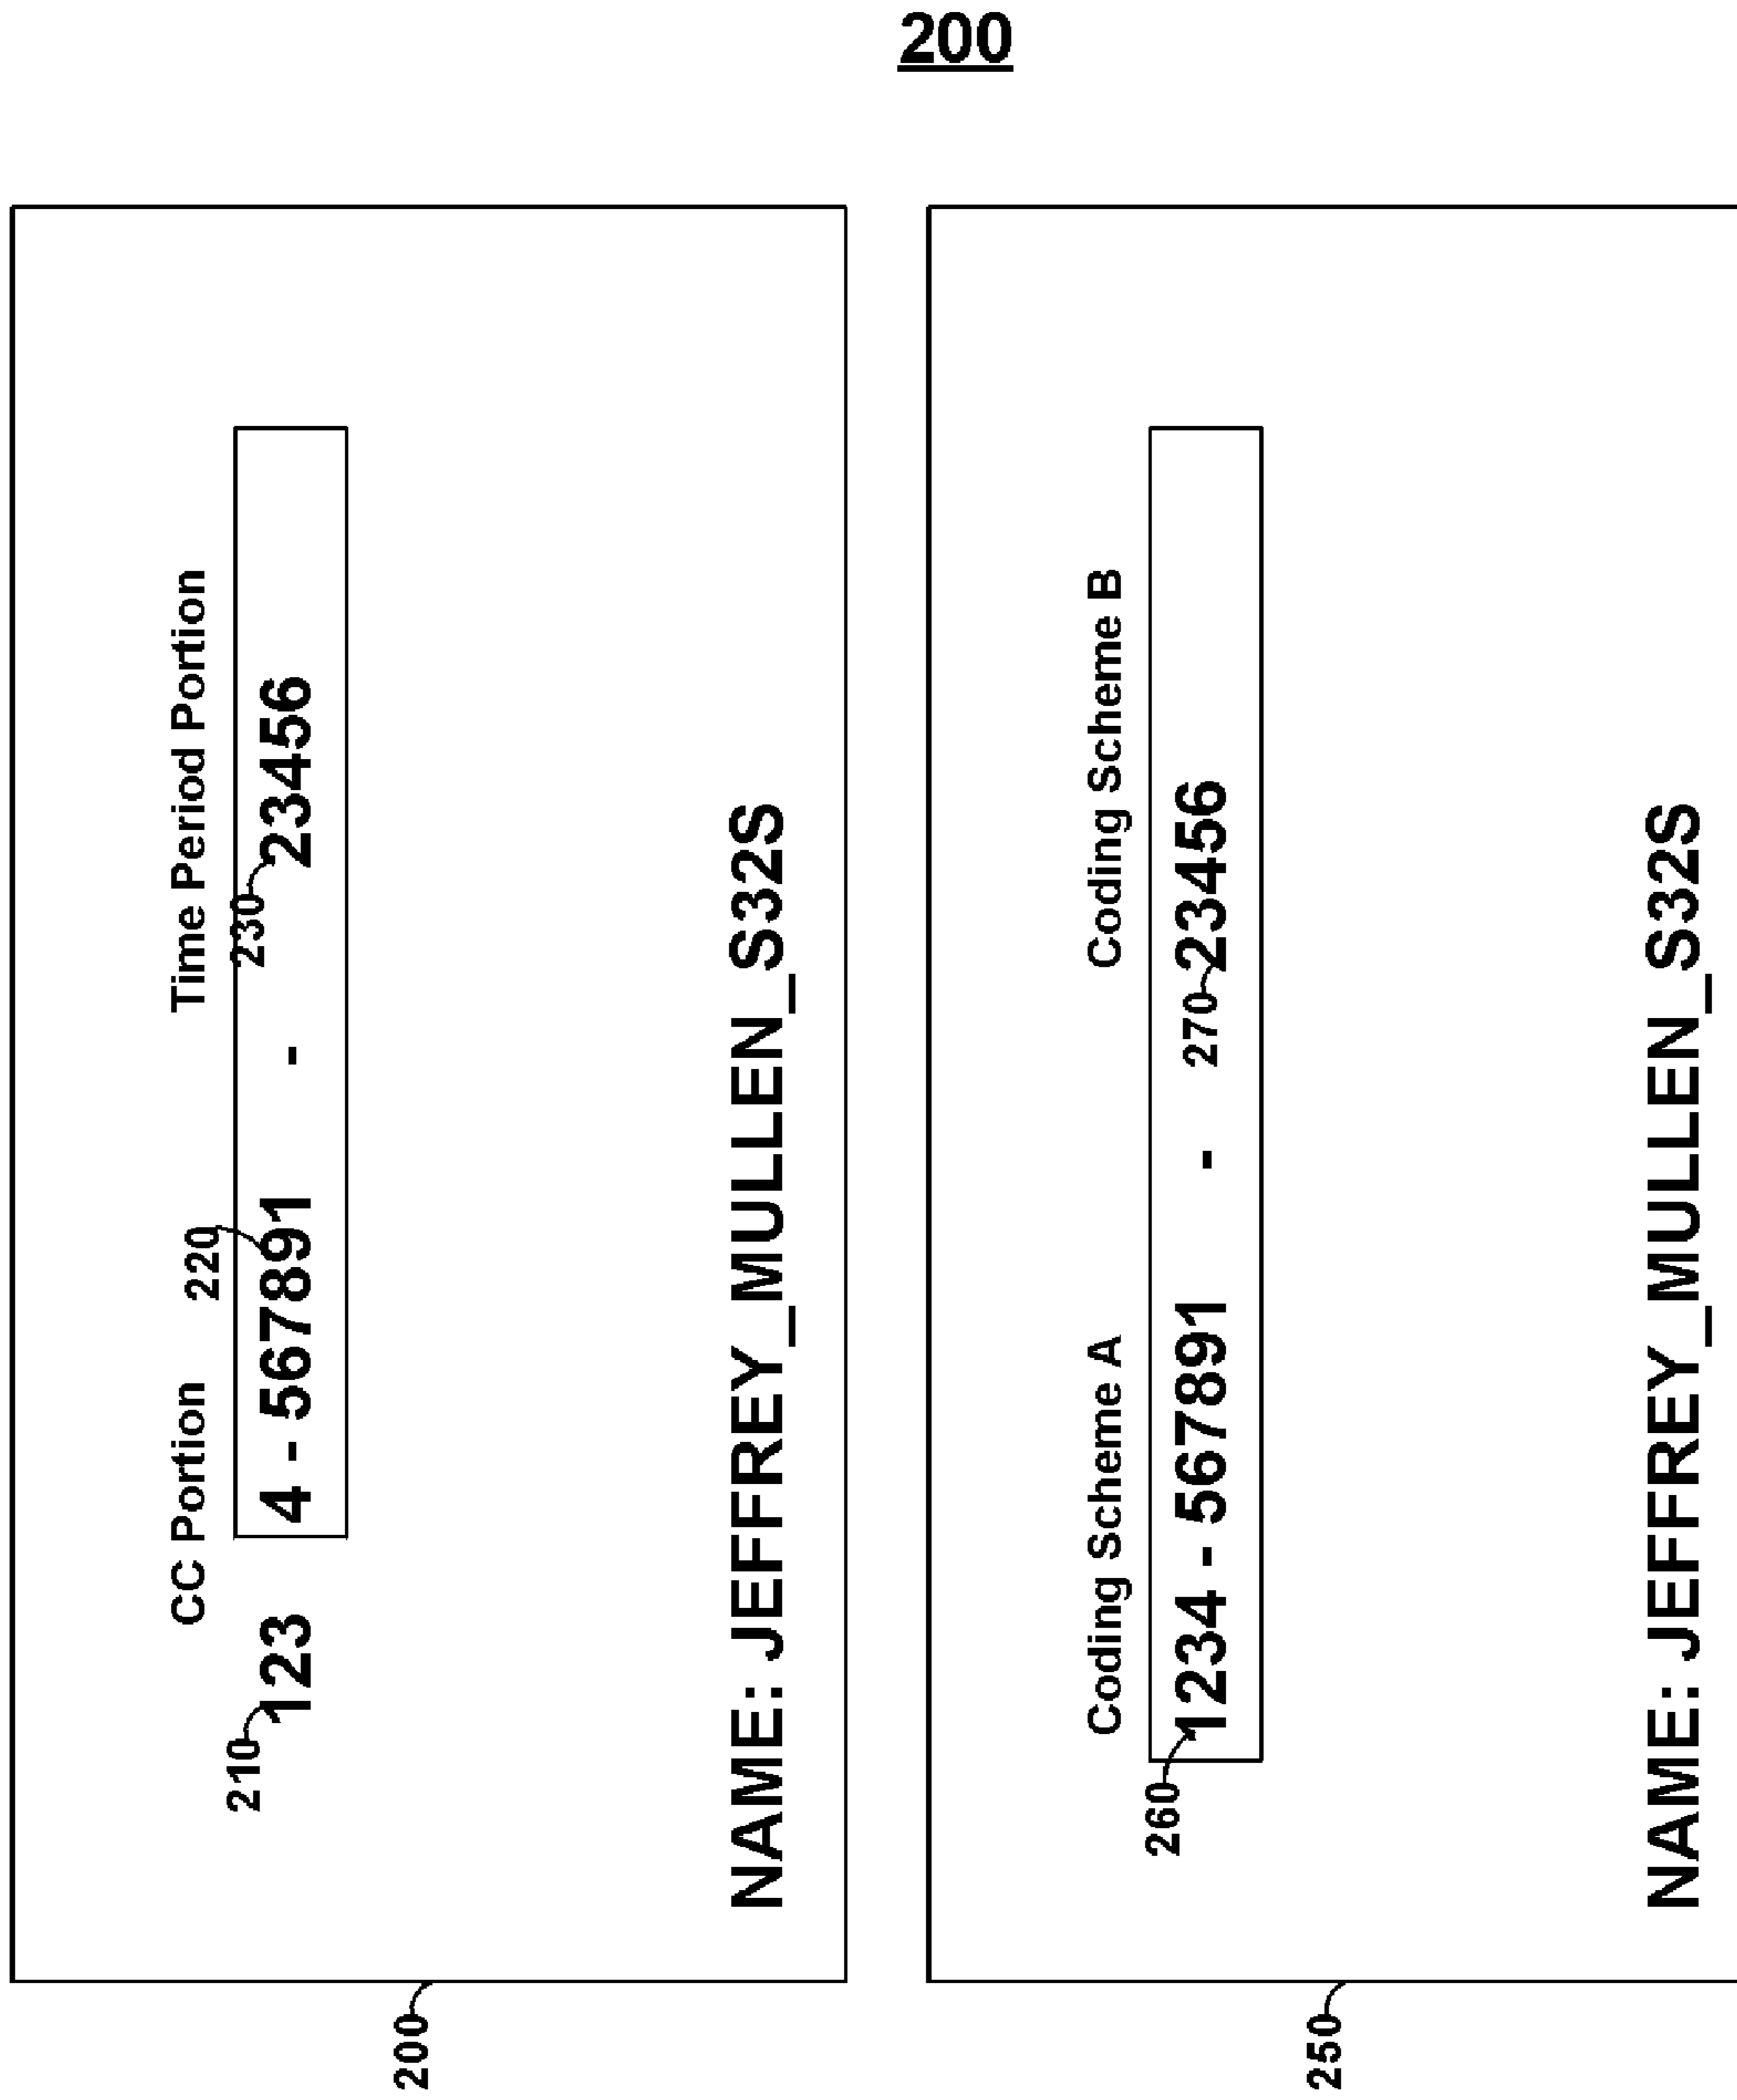 200
CC Portion 220 Time Period Portion
210 123 4 - 567891 - 230 23456
NAME: JEFFREY_MULLEN_S32S
200
Coding Scheme A Coding Scheme B
260 1234 - 567891 - 270 23456
NAME: JEFFREY_MULLEN_S32S
250